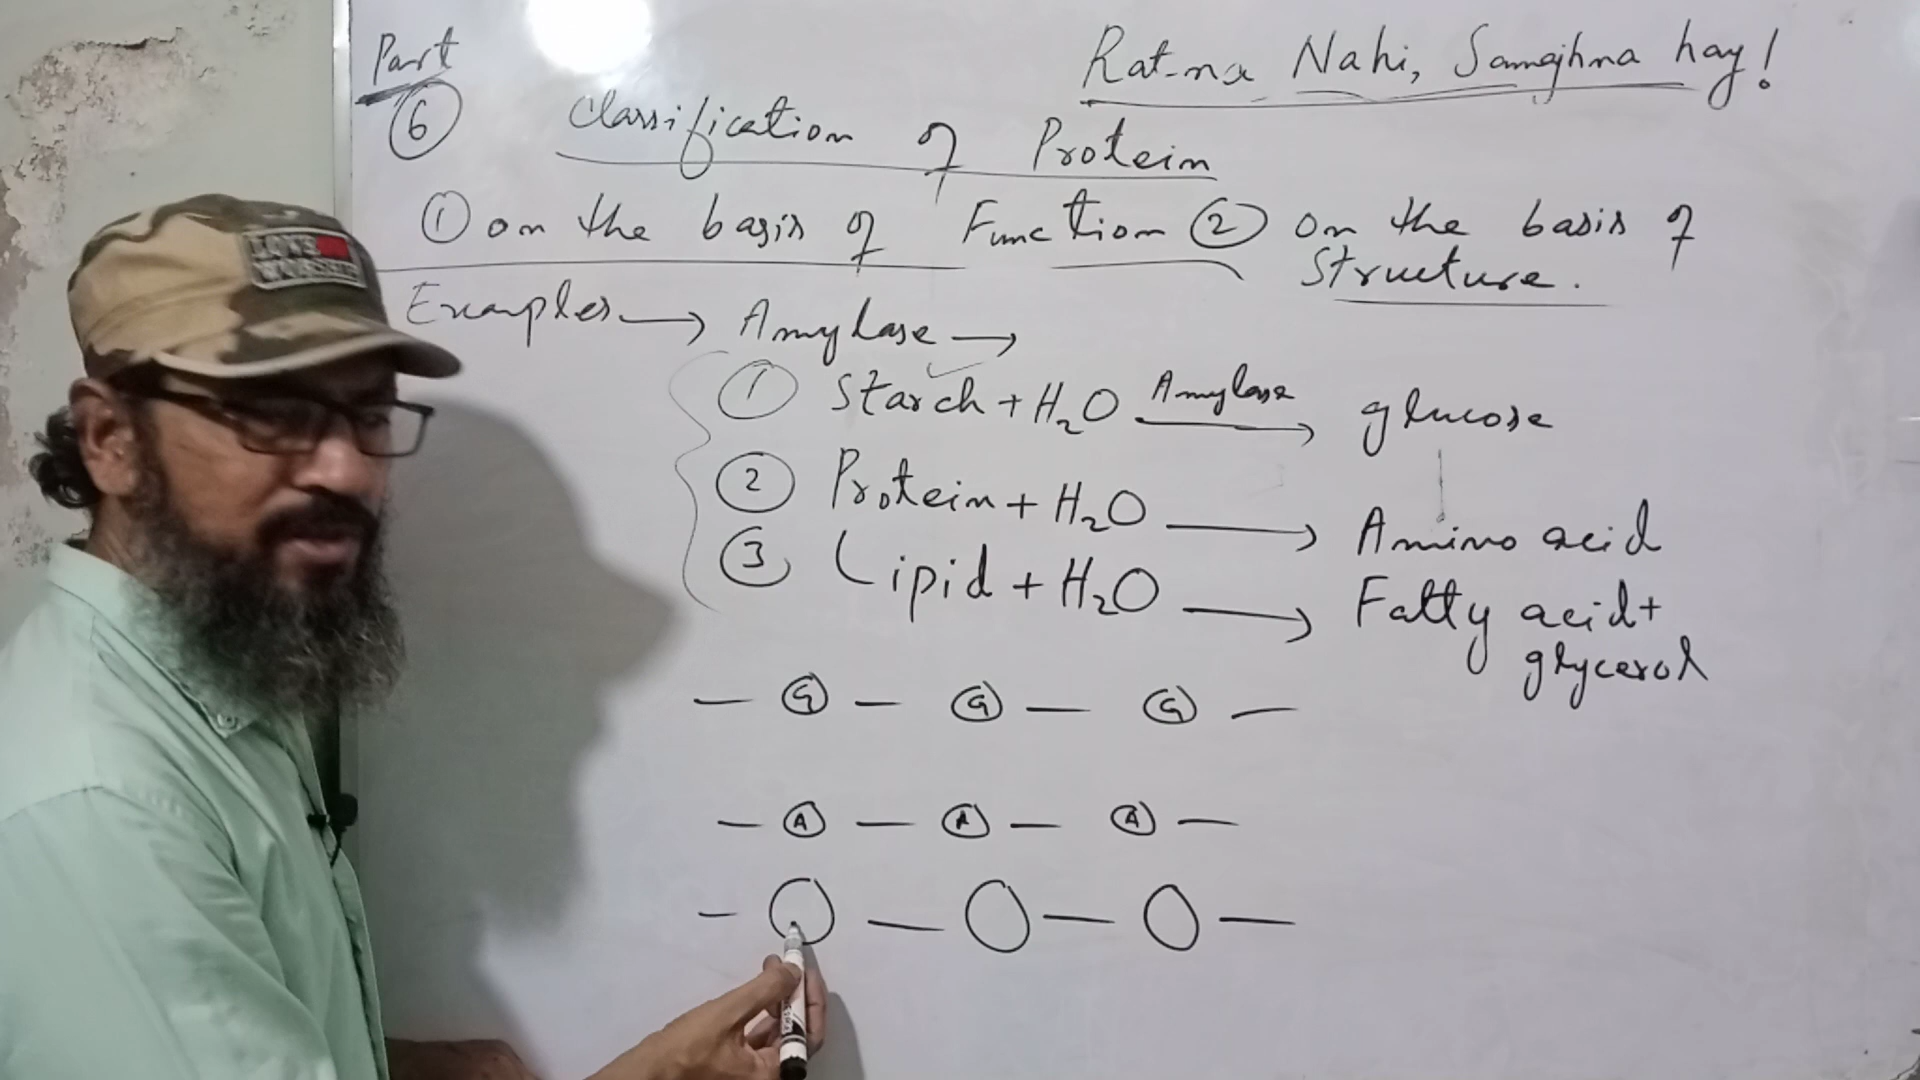 Part
6
Rat-na Nahi, Samajhna hay!
Classification of Protein
① on the basis of Function ② on the basis of
Structure.
Examples → Amylase →
① Starch + H₂O Amylase → glucose
② Protein + H₂O → Amino acid
③ Lipid + H₂O → Fatty acid +
glycerol
— G — G — G —
— A — A — A —